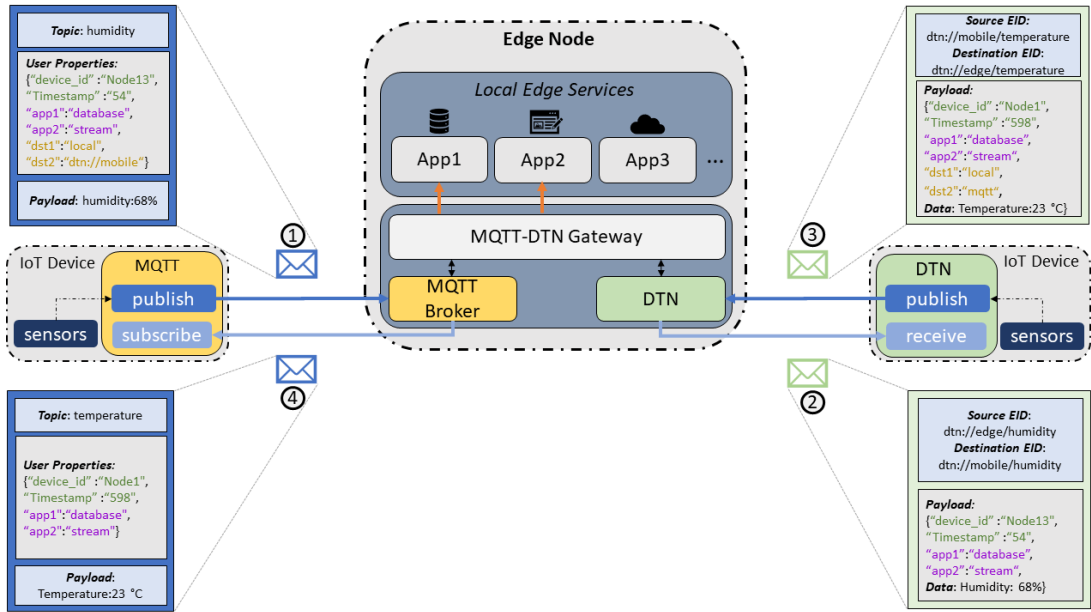 Topic: humidity
User Properties:
{“device_id” :“Node13”,
“Timestamp” :“54”,
“app1”:“database”,
“app2”:“stream”,
“dst1”:“local”,
“dst2”:“dtn://mobile“}
Payload: humidity:68%
Edge Node
Local Edge Services
App1
App2
App3
...
MQTT-DTN Gateway
MQTT
Broker
DTN
Source EID:
dtn://mobile/temperature
Destination EID:
dtn://edge/temperature
Payload:
{“device_id” :“Node1”,
“Timestamp” :“598”,
“app1”:“database”,
“app2”:“stream”,
“dst1”:“local”,
“dst2”:“mqtt“,
Data: Temperature:23 °C}
1
3
IoT Device
MQTT
publish
subscribe
sensors
DTN
IoT Device
publish
receive
sensors
4
2
Topic: temperature
User Properties:
{“device_id” :“Node1”,
“Timestamp” :“598”,
“app1”:“database”,
“app2”:“stream”}
Payload:
Temperature:23 °C
Source EID:
dtn://edge/humidity
Destination EID:
dtn://mobile/humidity
Payload:
{“device_id” :“Node13”,
“Timestamp” :“54”,
“app1”:“database”,
“app2”:“stream”,
Data: Humidity: 68%}